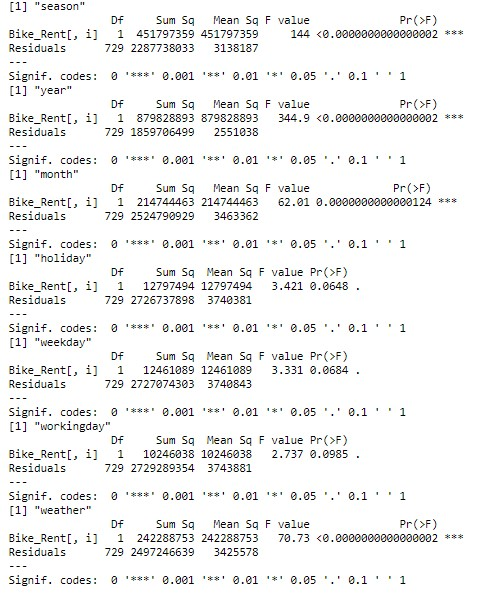 [1] "season"
Df Sum Sq Mean Sq F value Pr(>F)
Bike_Rent[, i] 1 451797359 451797359 144 <0.0000000000000002 ***
Residuals 729 2287738033 3138187
---
Signif. codes: 0 '***' 0.001 '**' 0.01 '*' 0.05 '.' 0.1 ' ' 1
[1] "year"
Df Sum Sq Mean Sq F value Pr(>F)
Bike_Rent[, i] 1 879828893 879828893 344.9 <0.0000000000000002 ***
Residuals 729 1859706499 2551038
---
Signif. codes: 0 '***' 0.001 '**' 0.01 '*' 0.05 '.' 0.1 ' ' 1
[1] "month"
Df Sum Sq Mean Sq F value Pr(>F)
Bike_Rent[, i] 1 214744463 214744463 62.01 0.0000000000000124 ***
Residuals 729 2524790929 3463362
---
Signif. codes: 0 '***' 0.001 '**' 0.01 '*' 0.05 '.' 0.1 ' ' 1
[1] "holiday"
Df Sum Sq Mean Sq F value Pr(>F)
Bike_Rent[, i] 1 12797494 12797494 3.421 0.0648 .
Residuals 729 2726737898 3740381
---
Signif. codes: 0 '***' 0.001 '**' 0.01 '*' 0.05 '.' 0.1 ' ' 1
[1] "weekday"
Df Sum Sq Mean Sq F value Pr(>F)
Bike_Rent[, i] 1 12461089 12461089 3.331 0.0684 .
Residuals 729 2727074303 3740843
---
Signif. codes: 0 '***' 0.001 '**' 0.01 '*' 0.05 '.' 0.1 ' ' 1
[1] "workingday"
Df Sum Sq Mean Sq F value Pr(>F)
Bike_Rent[, i] 1 10246038 10246038 2.737 0.0985 .
Residuals 729 2729289354 3743881
---
Signif. codes: 0 '***' 0.001 '**' 0.01 '*' 0.05 '.' 0.1 ' ' 1
[1] "weather"
Df Sum Sq Mean Sq F value Pr(>F)
Bike_Rent[, i] 1 242288753 242288753 70.73 <0.0000000000000002 ***
Residuals 729 2497246639 3425578
---
Signif. codes: 0 '***' 0.001 '**' 0.01 '*' 0.05 '.' 0.1 ' ' 1